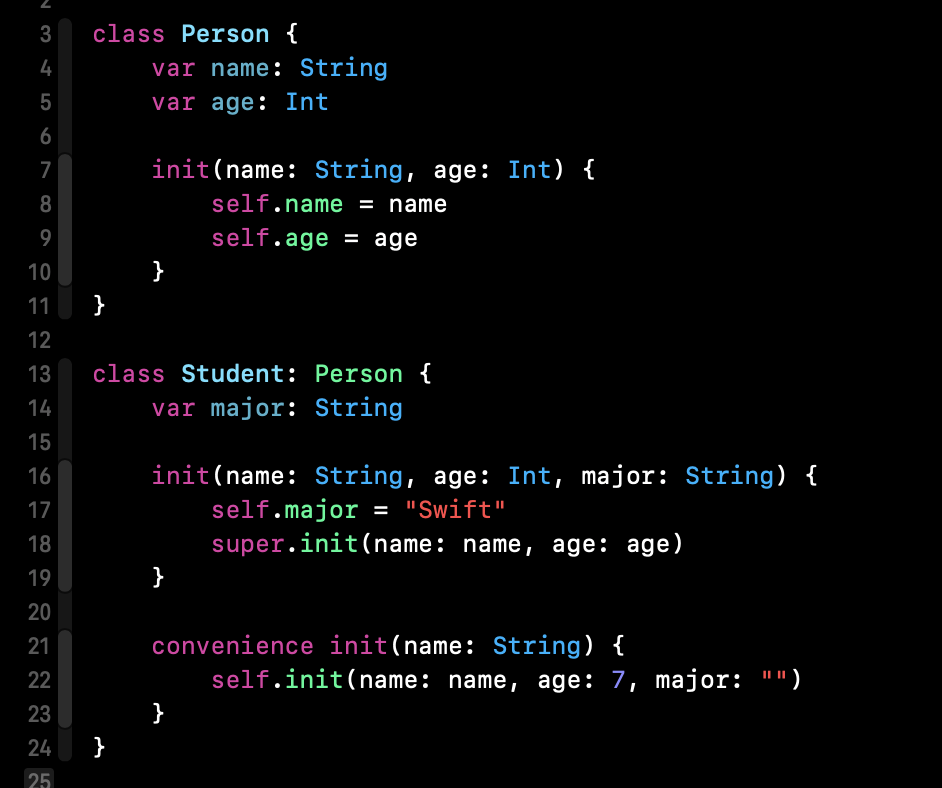 2
3 class Person {
4 var name: String
5 var age: Int
6
7 init(name: String, age: Int) {
8 self.name = name
9 self.age = age
10 }
11 }
12
13 class Student: Person {
14 var major: String
15
16 init(name: String, age: Int, major: String) {
17 self.major = "Swift"
18 super.init(name: name, age: age)
19 }
20
21 convenience init(name: String) {
22 self.init(name: name, age: 7, major: "")
23 }
24 }
25